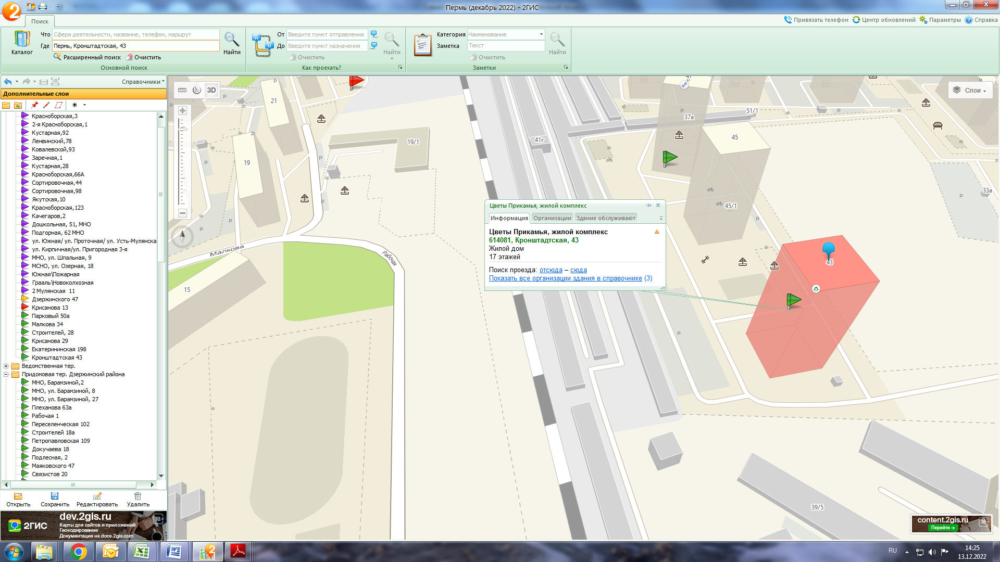 Пермь (декабрь 2022) - 2ГИС
Поиск
Привязать телефон
Центр обновлений
Параметры
Справка
Каталог
Что
Сфера деятельности, название, телефон, маршрут
Где
Пермь, Кронштадтская, 43
Расширенный поиск
Очистить
Найти
Основной поиск
От
Введите пункт отправления
До
Введите пункт назначения
Очистить
Найти
Как проехать?
Категория
Наименование
Заметка
Текст
Очистить
Найти
Заметки
Справочники
Дополнительные слои
Красноборская,3
2-я Красноборская,1
Кустарная,92
Ленвинский,78
Ковалевской,93
Заречная,1
Кустарная,28
Красноборская,66А
Сортировочная,44
Сортировочная,98
Якутская,10
Красноборская,123
Качегаров,2
Дошкольная, 51, МНО
Подгорная, 62 МНО
ул. Южная/ ул. Проточная/ ул. Усть-Мулянска
ул. Кирпичная/ул. Пригородная 3-я
МНО, ул. Шпальная, 9
МСНО, ул. Озерная, 18
Южная\Пожарная
Грааль\Новоколхозная
2 Мулянская 11
Дзержинского 47
Крисанова 13
Парковый 50а
Малкова 34
Строителей, 28
Крисанова 29
Екатерининская 198
Кронштадтская 43
Ведомственная тер.
Придомовая тер. Дзержинский района
МНО, Барамзиной,2
МНО, ул. Барамзиной, 8
МНО, ул. Барамзиной, 27
Плеханова 63а
Рабочая 1
Переселенческая 102
Строителей 18а
Петропавловская 109
Докучаева 18
Подлесная, 2
Маяковского 47
Связистов 20
Открыть
Сохранить
Редактировать
Удалить
2ГИС
dev.2gis.ru
18+
Карты для сайтов и приложений
Геокодирование
Документация на docs.2gis.com
3D
Слои
21
19
19/1
15
Малкова
Рабочая
41г
37а
51/1
45
45/1
33а
43
39/5
P
P
P
P
P
P
P
P
P
P
P
P
Цветы Прикамья, жилой комплекс
Информация
Организации
Здание обслуживают
Цветы Прикамья, жилой комплекс
614081, Кронштадтская, 43
Жилой дом
17 этажей
Поиск проезда: отсюда – сюда
Показать все организации здания в справочнике (3)
content.2gis.ru
18+
Перейти →
RU
14:25
13.12.2022